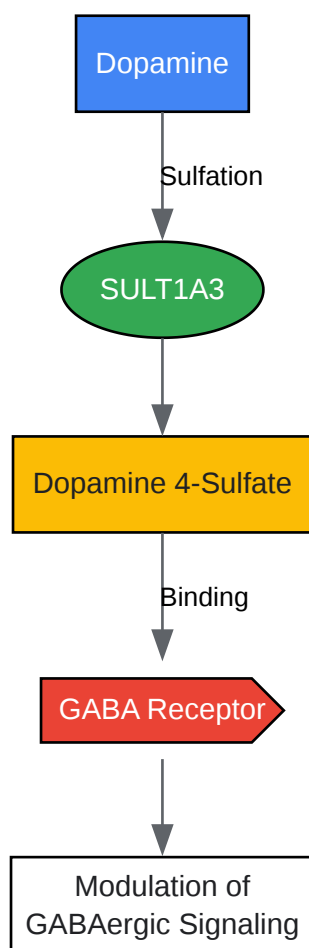 Dopamine
Sulfation
SULT1A3
Dopamine 4-Sulfate
Binding
GABA Receptor
Modulation of
GABAergic Signaling